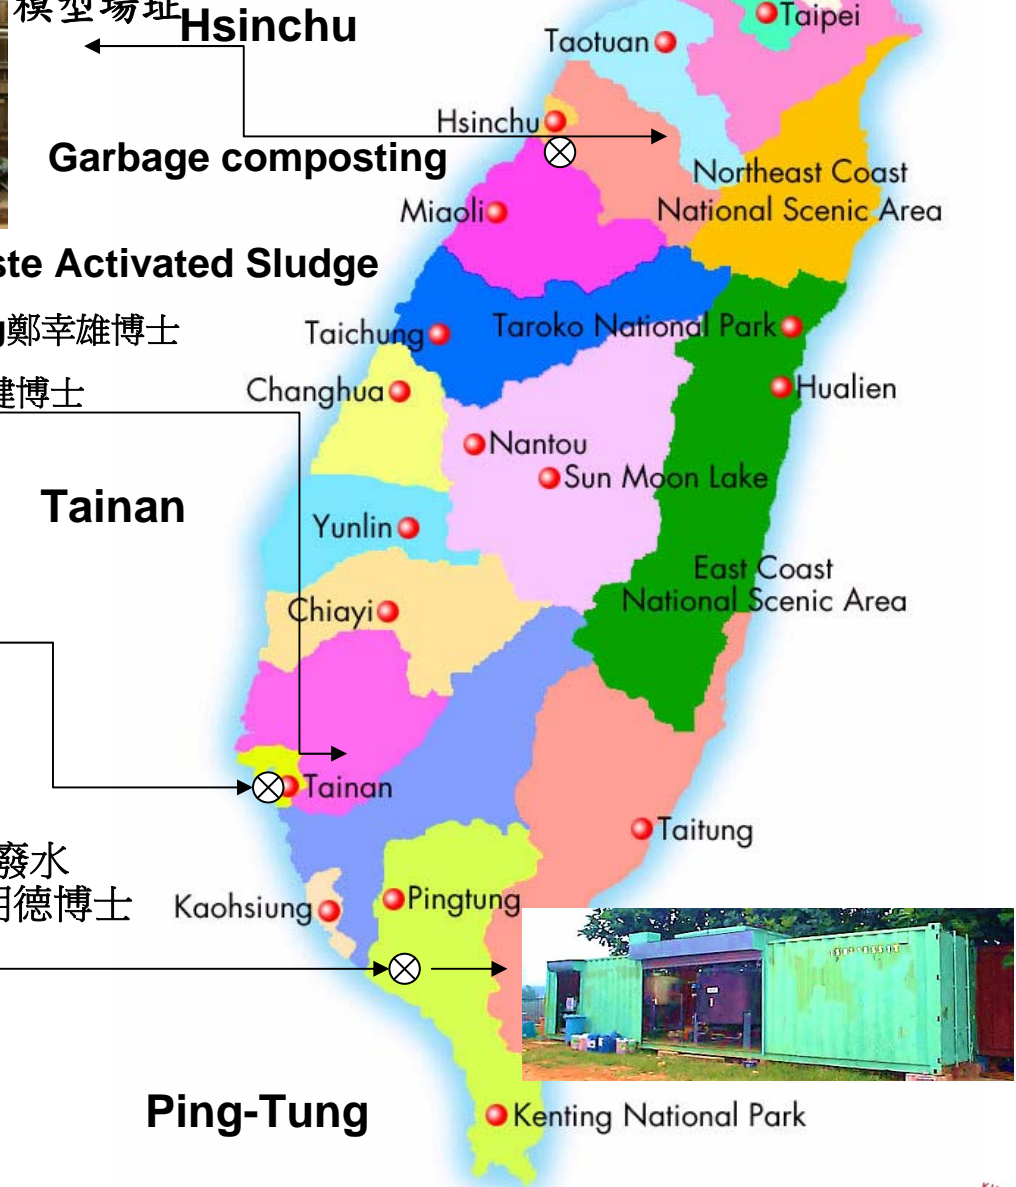 模型場址
Hsinchu
Taipei
Taotuan
Hsinchu
Garbage composting
Northeast Coast
National Scenic Area
Miaoli
Activated Sludge
鄭幸雄博士
Taichung
Taroko National Park
博士
Changhua
Hualien
Nantou
Sun Moon Lake
Tainan
Yunlin
East Coast
National Scenic Area
Chiayi
Tainan
Taitung
廢水
德博士
Kaohsiung
Pingtung
Ping-Tung
Kenting National Park